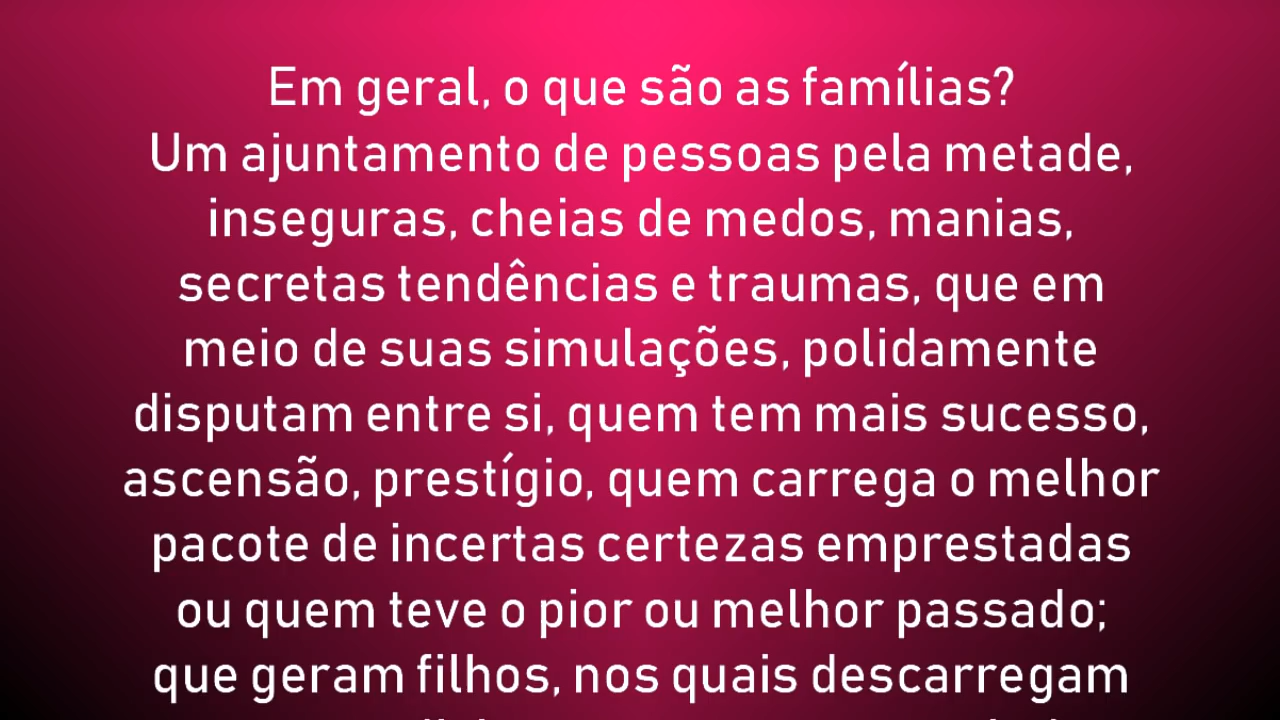 Em geral, o que são as famílias?
Um ajuntamento de pessoas pela metade,
inseguras, cheias de medos, manias,
secretas tendências e traumas, que em
meio de suas simulações, polidamente
disputam entre si, quem tem mais sucesso,
ascensão, prestígio, quem carrega o melhor
pacote de incertas certezas emprestadas
ou quem teve o pior ou melhor passado;
que geram filhos, nos quais descarregam